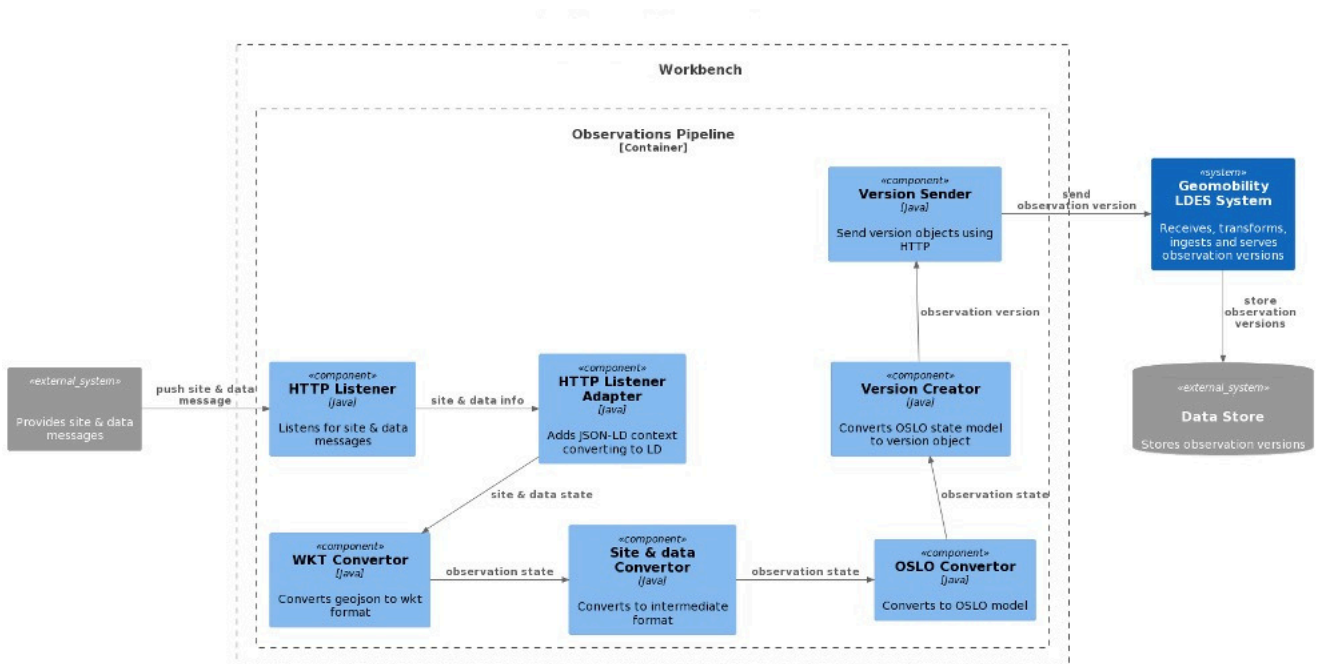 Workbench
Observations Pipeline
[Container]
«component»
Version Sender
[Java]
Send version objects using
HTTP
send
observation version
«system»
Geomobility
LDES System
Receives, transforms,
ingests and serves
observation versions
observation version
store
observation
versions
«external_system»
Provides site & data
messages
push site & data
message
«component»
HTTP Listener
[Java]
Listens for site & data
messages
site & data info
«component»
HTTP Listener
Adapter
[Java]
Adds JSON-LD context
converting to LD
«component»
Version Creator
[Java]
Converts OSLO state model
to version object
«external_system»
Data Store
Stores observation versions
site & data state
observation state
«component»
WKT Convertor
[Java]
Converts geojson to wkt
format
observation state
«component»
Site & data
Convertor
[Java]
Converts to intermediate
format
observation state
«component»
OSLO Convertor
[Java]
Converts to OSLO model